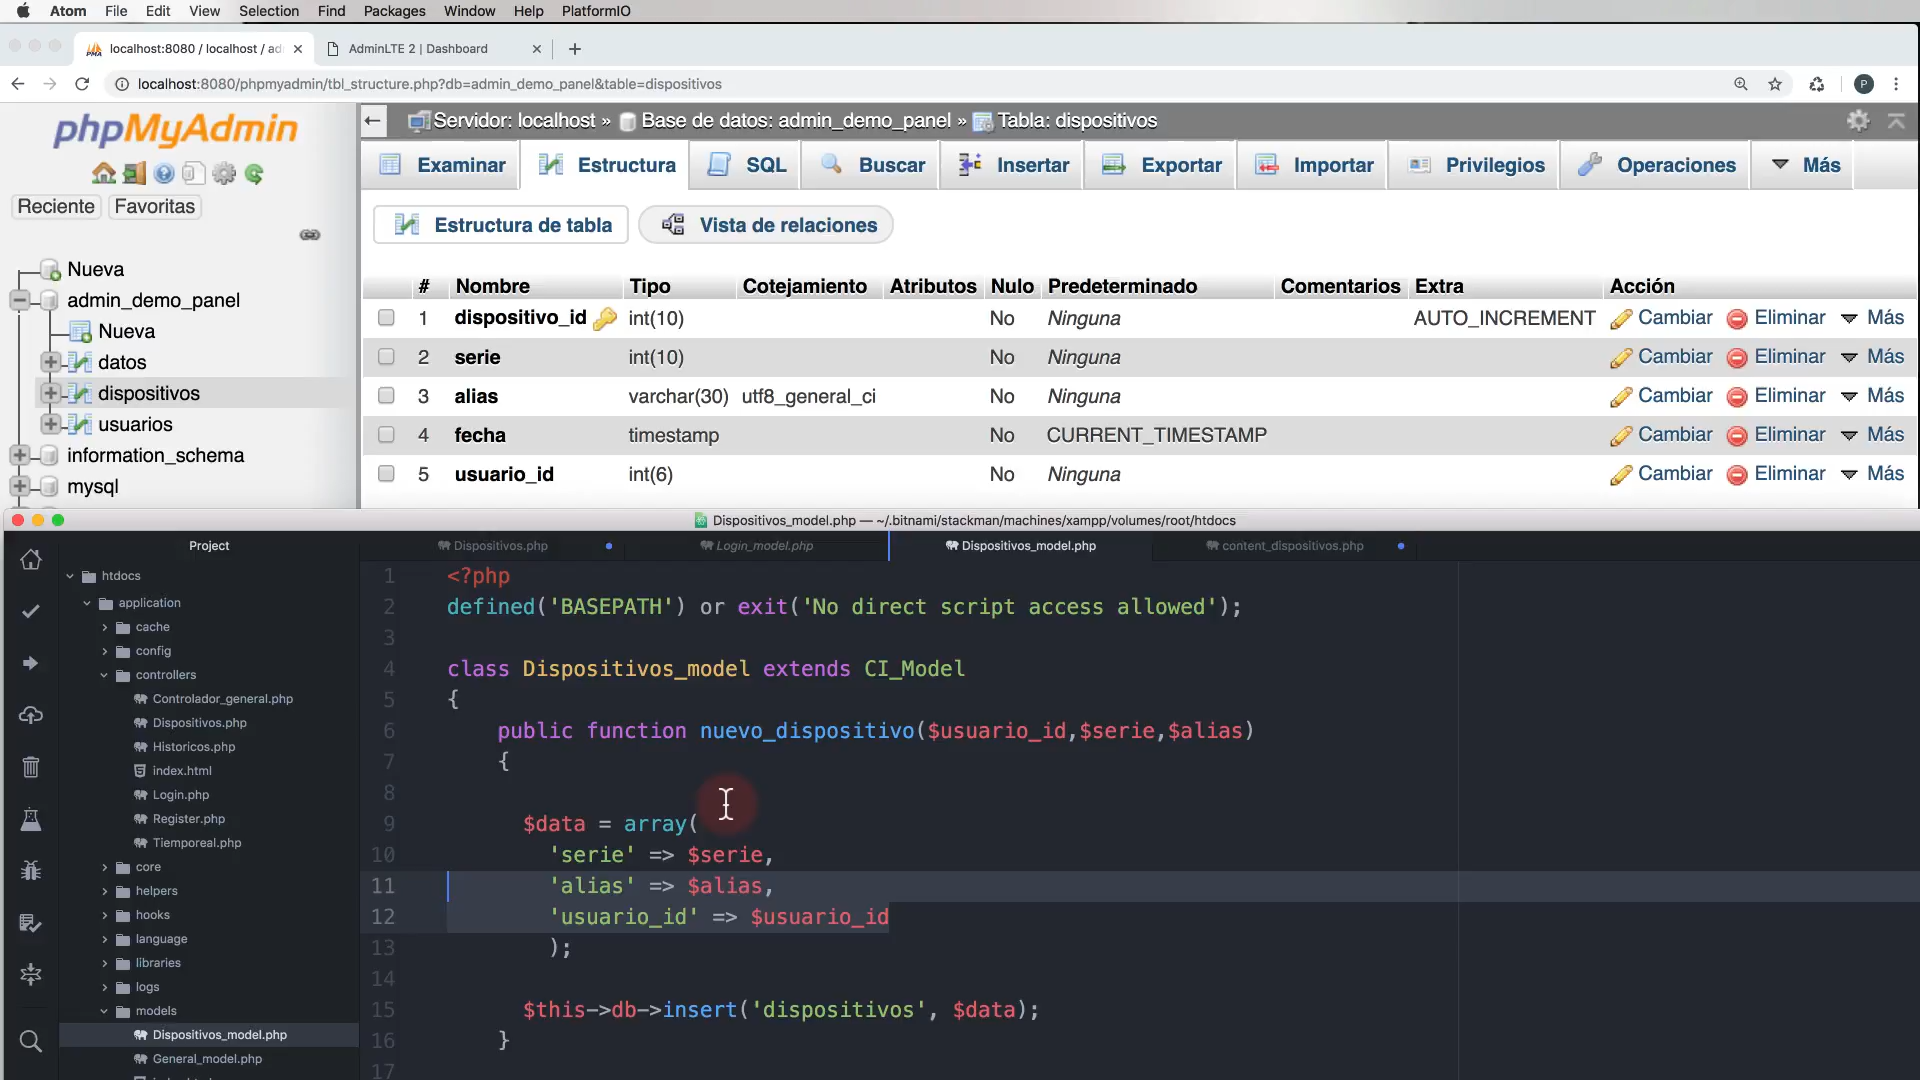 Atom File Edit View Selection Find Packages Window Help PlatformIO
localhost:8080 / localhost / ad
AdminLTE 2 | Dashboard
localhost:8080/phpmyadmin/tbl_structure.php?db=admin_demo_panel&table=dispositivos
P
phpMyAdmin
Reciente Favoritas
Nueva
admin_demo_panel
Nueva
datos
dispositivos
usuarios
information_schema
mysql
Servidor: localhost » Base de datos: admin_demo_panel » Tabla: dispositivos
Examinar Estructura SQL Buscar Insertar Exportar Importar Privilegios Operaciones Más
Estructura de tabla Vista de relaciones
# Nombre Tipo Cotejamiento Atributos Nulo Predeterminado Comentarios Extra Acción
1 dispositivo_id int(10) No Ninguna AUTO_INCREMENT Cambiar Eliminar Más
2 serie int(10) No Ninguna Cambiar Eliminar Más
3 alias varchar(30) utf8_general_ci No Ninguna Cambiar Eliminar Más
4 fecha timestamp No CURRENT_TIMESTAMP Cambiar Eliminar Más
5 usuario_id int(6) No Ninguna Cambiar Eliminar Más
Dispositivos_model.php — ~/.bitnami/stackman/machines/xampp/volumes/root/htdocs
Project
htdocs
application
cache
config
controllers
Controlador_general.php
Dispositivos.php
Historicos.php
index.html
Login.php
Register.php
Tiemporeal.php
core
helpers
hooks
language
libraries
logs
models
Dispositivos_model.php
General_model.php
Dispositivos.php Login_model.php Dispositivos_model.php content_dispositivos.php
1 <?php
2 defined('BASEPATH') or exit('No direct script access allowed');
3
4 class Dispositivos_model extends CI_Model
5 {
6 public function nuevo_dispositivo($usuario_id,$serie,$alias)
7 {
8
9 $data = array(
10 'serie' => $serie,
11 'alias' => $alias,
12 'usuario_id' => $usuario_id
13 );
14
15 $this->db->insert('dispositivos', $data);
16 }
17